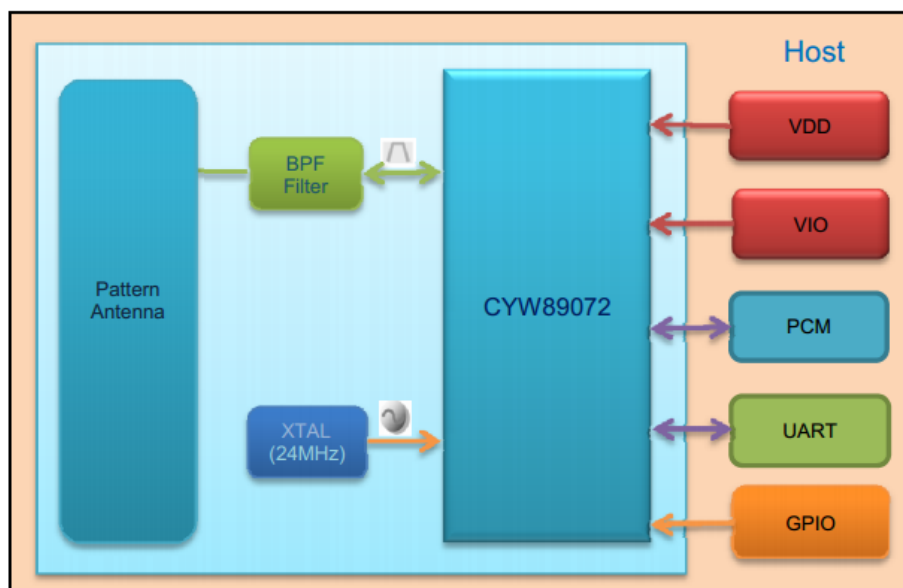 Host
Pattern
Antenna
BPF
Filter
XTAL
(24MHz)
CYW89072
VDD
VIO
PCM
UART
GPIO